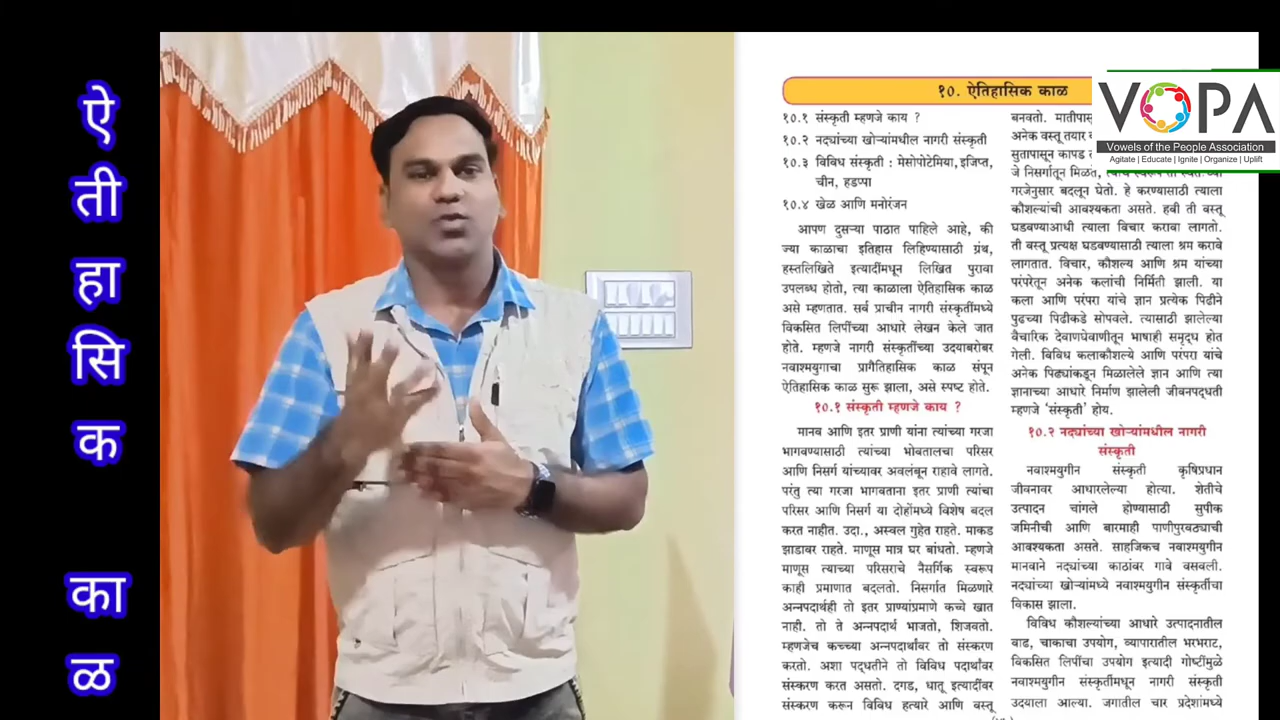 ऐ
ती
हा
सि
क
का
ळ
१०. ऐतिहासिक काळ
१०.१ संस्कृती म्हणजे काय ?
१०.२ नद्यांच्या खोऱ्यांमधील नागरी संस्कृती
१०.३ विविध संस्कृती : मेसोपोटेमिया, इजिप्त,
चीन, हडप्पा
१०.४ खेळ आणि मनोरंजन
आपण दुसऱ्या पाठात पाहिले आहे, की
ज्या काळाचा इतिहास लिहिण्यासाठी ग्रंथ,
हस्तलिखिते इत्यादींमधून लिखित पुरावा
उपलब्ध होतो, त्या काळाला ऐतिहासिक काळ
असे म्हणतात. सर्व प्राचीन नागरी संस्कृतींमध्ये
विकसित लिपींच्या आधारे लेखन केले जात
होते. म्हणजे नागरी संस्कृतींच्या उदयाबरोबर
नवाश्मयुगाचा प्रागैतिहासिक काळ संपून
ऐतिहासिक काळ सुरू झाला, असे स्पष्ट होते.
१०.१ संस्कृती म्हणजे काय ?
मानव आणि इतर प्राणी यांना त्यांच्या गरजा
भागवण्यासाठी त्यांच्या भोवतालचा परिसर
आणि निसर्ग यांच्यावर अवलंबून राहावे लागते.
परंतु त्या गरजा भागवताना इतर प्राणी त्यांचा
परिसर आणि निसर्ग या दोहोंमध्ये विशेष बदल
करत नाहीत. उदा., अस्वल गुहेत राहते. माकड
झाडावर राहते. माणूस मात्र घर बांधतो. म्हणजे
माणूस त्याच्या परिसराचे नैसर्गिक स्वरूप
काही प्रमाणात बदलतो. निसर्गात मिळणारे
अन्नपदार्थही तो इतर प्राण्यांप्रमाणे कच्चे खात
नाही. तो ते अन्नपदार्थ भाजतो, शिजवतो.
म्हणजेच कच्च्या अन्नपदार्थांवर तो संस्करण
करतो. अशा पद्धतीने तो विविध पदार्थांवर
संस्करण करत असतो. दगड, धातू इत्यादींवर
संस्करण करून विविध हत्यारे आणि वस्तू
बनवतो.
अनेक वस्तू तयार
सुतापासून कापड
जे निसर्गातून मिळतं,
गरजेनुसार बदलून घेतो. हे करण्यासाठी त्याला
कौशल्यांची आवश्यकता असते. हवी ती वस्तू
घडवण्याआधी त्याला विचार करावा लागतो.
ती वस्तू प्रत्यक्ष घडवण्यासाठी त्याला श्रम करावे
लागतात. विचार, कौशल्य आणि श्रम यांच्या
परंपरेतून अनेक कलांची निर्मिती झाली. या
कला आणि परंपरा यांचे ज्ञान प्रत्येक पिढीने
पुढच्या पिढीकडे सोपवले. त्यासाठी झालेल्या
वैचारिक देवाणघेवाणीतून भाषाही समृद्ध होत
गेली. विविध कलाकौशल्ये आणि परंपरा यांचे
अनेक पिढ्यांकडून मिळालेले ज्ञान आणि त्या
ज्ञानाच्या आधारे निर्माण झालेली जीवनपद्धती
म्हणजे ‘संस्कृती’ होय.
१०.२ नद्यांच्या खोऱ्यांमधील नागरी
संस्कृती
नवाश्मयुगीन संस्कृती कृषिप्रधान
जीवनावर आधारलेल्या होत्या. शेतीचे
उत्पादन चांगले होण्यासाठी सुपीक
जमिनीची आणि बारमाही पाणीपुरवठ्याची
आवश्यकता असते. साहजिकच नवाश्मयुगीन
मानवाने नद्यांच्या काठांवर गावे वसवली.
नद्यांच्या खोऱ्यांमध्ये नवाश्मयुगीन संस्कृतींचा
विकास झाला.
विविध कौशल्यांच्या आधारे उत्पादनातील
वाढ, चाकाचा उपयोग, व्यापारातील भरभराट,
विकसित लिपींचा उपयोग इत्यादी गोष्टींमुळे
नवाश्मयुगीन संस्कृतींमधून नागरी संस्कृती
उदयाला आल्या. जगातील चार प्रदेशांमध्ये
VOPA
Vowels of the People Association
Agitate | Educate | Ignite | Organize | Uplift